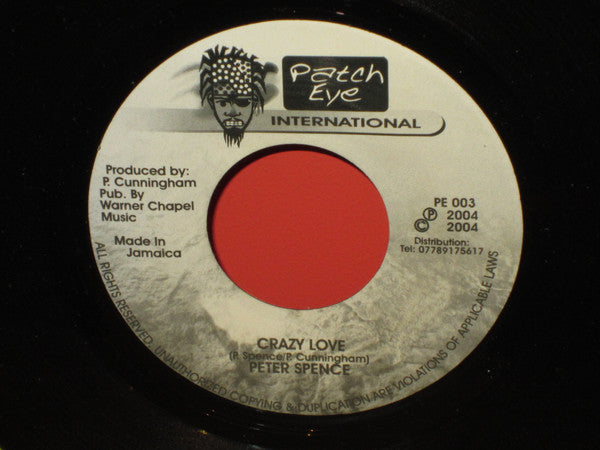 Patch
Eye
INTERNATIONAL
Produced by:
P. Cunningham
Pub. By
Warner Chapel
Music
Made In
Jamaica
PE 003
℗ 2004
© 2004
Distribution:
Tel: 07789175617
CRAZY LOVE
(P. Spence/P. Cunningham)
PETER SPENCE
ALL RIGHTS RESERVED. UNAUTHORIZED COPYING & DUPLICATION ARE VIOLATIONS OF APPLICABLE LAWS